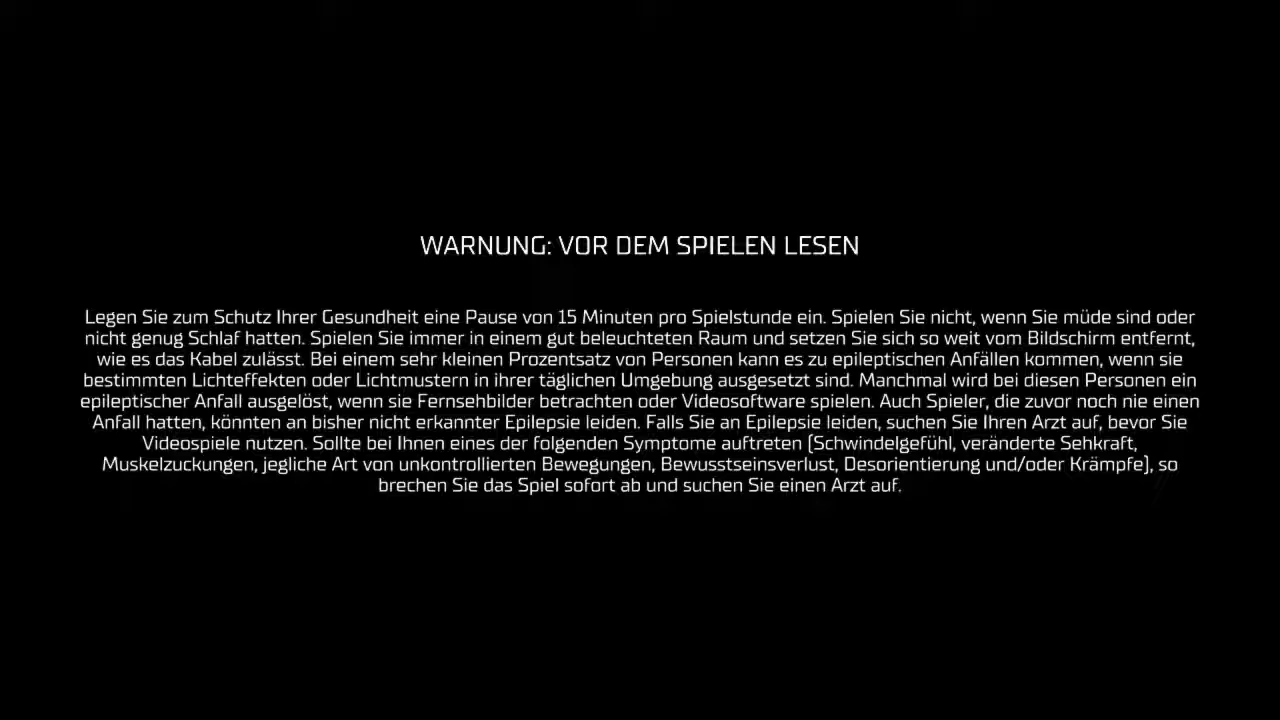 WARNUNG: VOR DEM SPIELEN LESEN
Legen Sie zum Schutz Ihrer Gesundheit eine Pause von 15 Minuten pro Spielstunde ein. Spielen Sie nicht, wenn Sie müde sind oder
nicht genug Schlaf hatten. Spielen Sie immer in einem gut beleuchteten Raum und setzen Sie sich so weit vom Bildschirm entfernt,
wie es das Kabel zulässt. Bei einem sehr kleinen Prozentsatz von Personen kann es zu epileptischen Anfällen kommen, wenn sie
bestimmten Lichteffekten oder Lichtmustern in ihrer täglichen Umgebung ausgesetzt sind. Manchmal wird bei diesen Personen ein
epileptischer Anfall ausgelöst, wenn sie Fernsehbilder betrachten oder Videosoftware spielen. Auch Spieler, die zuvor noch nie einen
Anfall hatten, könnten an bisher nicht erkannter Epilepsie leiden. Falls Sie an Epilepsie leiden, suchen Sie Ihren Arzt auf, bevor Sie
Videospiele nutzen. Sollte bei Ihnen eines der folgenden Symptome auftreten (Schwindelgefühl, veränderte Sehkraft,
Muskelzuckungen, jegliche Art von unkontrollierten Bewegungen, Bewusstseinsverlust, Desorientierung und/oder Krämpfe), so
brechen Sie das Spiel sofort ab und suchen Sie einen Arzt auf.